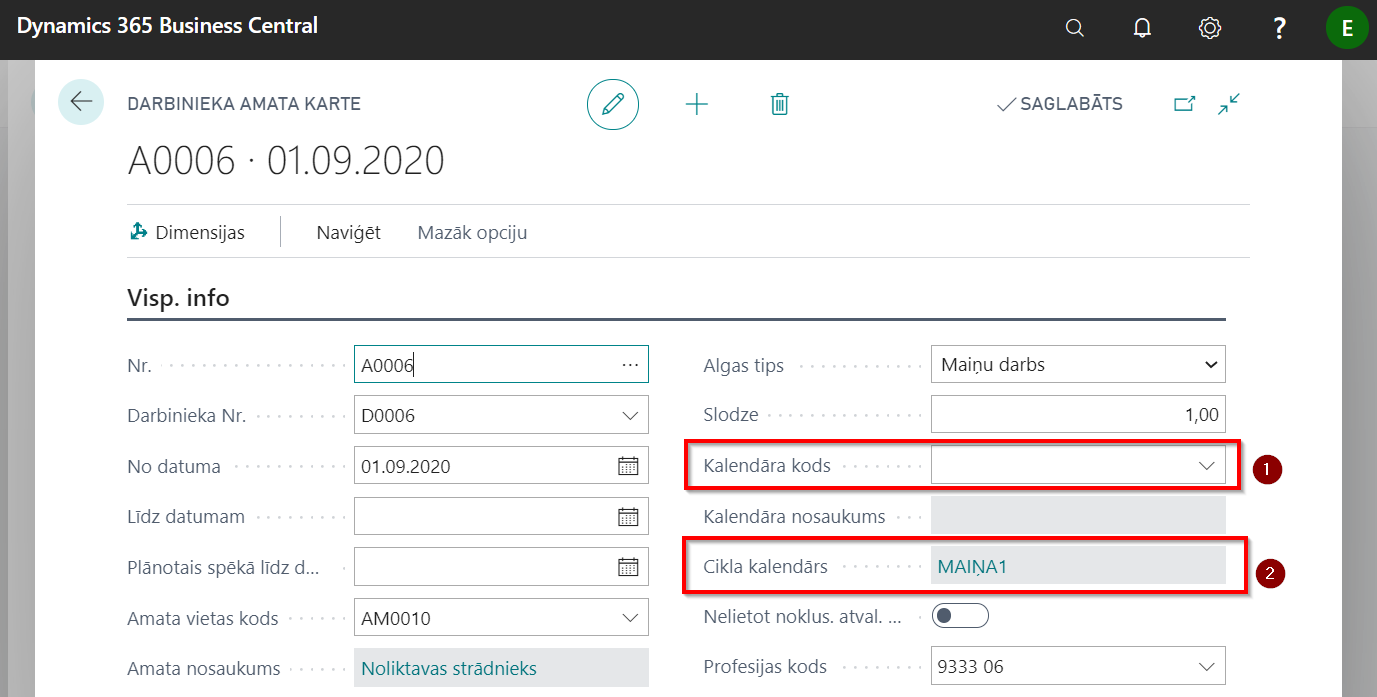 Dynamics 365 Business Central
E
DARBINIEKA AMATA KARTE
SAGLABĀTS
A0006 · 01.09.2020
Dimensijas
Naviģēt
Mazāk opciju
Visp. info
Nr.
A0006
Darbinieka Nr.
D0006
No datuma
01.09.2020
Līdz datumam
Plānotais spēkā līdz d...
Amata vietas kods
AM0010
Amata nosaukums
Noliktavas strādnieks
Algas tips
Maiņu darbs
Slodze
1,00
Kalendāra kods
1
Kalendāra nosaukums
Cikla kalendārs
MAIŅA1
2
Nelietot noklus. atval. ...
Profesijas kods
9333 06